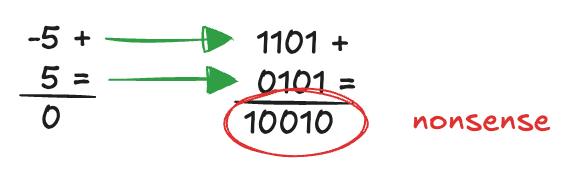 -5 + 1101 +
5 = 0101 =
0 10010 nonsense